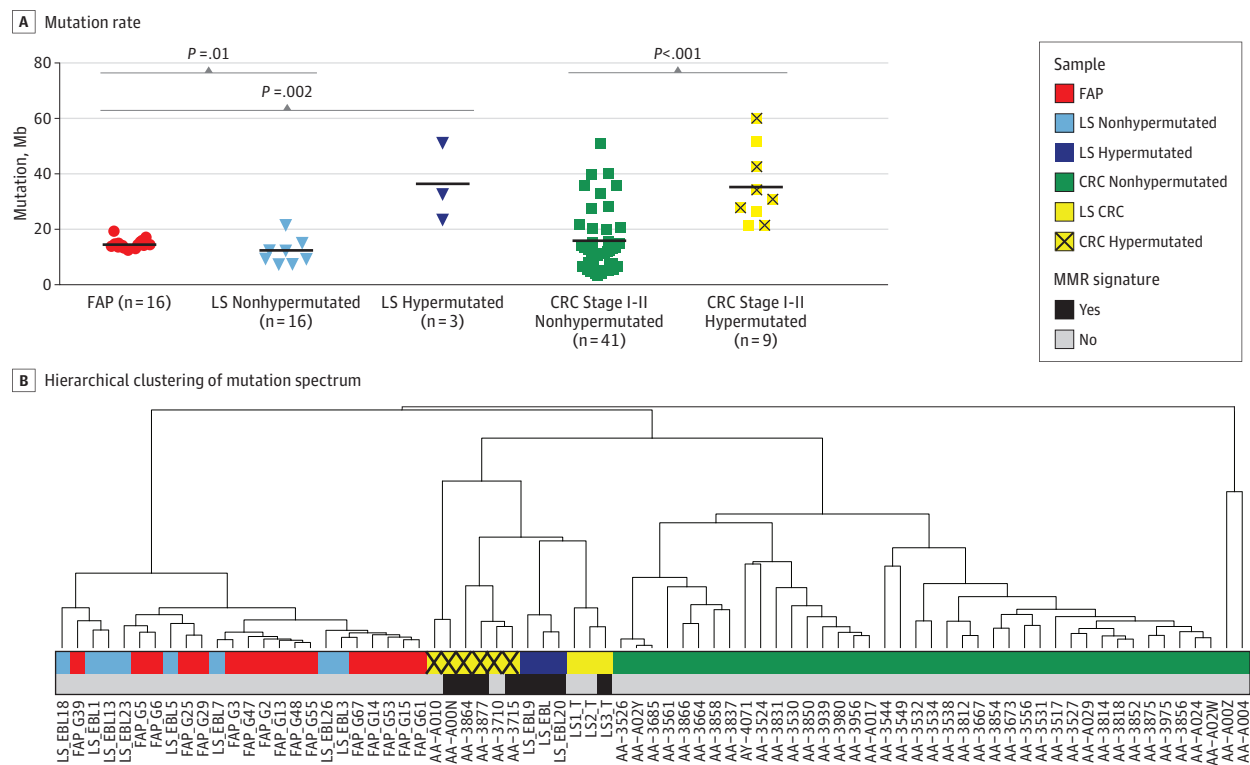 A Mutation rate
P =.01
P<.001
P =.002
Mutation, Mb
80
60
40
20
0
FAP (n = 16)
LS Nonhypermutated
(n = 16)
LS Hypermutated
(n = 3)
CRC Stage I-II
Nonhypermutated
(n = 41)
CRC Stage I-II
Hypermutated
(n = 9)
Sample
FAP
LS Nonhypermutated
LS Hypermutated
CRC Nonhypermutated
LS CRC
CRC Hypermutated
MMR signature
Yes
No
B Hierarchical clustering of mutation spectrum
LS_EBL18
FAP_G39
LS_EBL1
LS_EBL13
LS_EBL23
FAP_G5
FAP_G6
LS_EBL5
FAP_G25
FAP_G29
LS_EBL7
FAP_G3
FAP_G47
FAP_G2
FAP_G13
FAP_G48
FAP_G55
LS_EBL26
LS_EBL3
FAP_G67
FAP_G14
FAP_G53
FAP_G15
FAP_G61
AA-A010
AA-A00N
AA-3864
AA-3877
AA-3710
AA-3715
LS_EBL9
LS_EBL
LS_EBL20
LS1_T
LS2_T
LS3_T
AA-3526
AA-A02Y
AA-3685
AA-3561
AA-3866
AA-3664
AA-3858
AA-3837
AY-4071
AA-3524
AA-3831
AA-3530
AA-3850
AA-3939
AA-3980
AA-3956
AA-A017
AA-3544
AA-3549
AA-3532
AA-3534
AA-3538
AA-3812
AA-3667
AA-3854
AA-3673
AA-3556
AA-3531
AA-3517
AA-3527
AA-A029
AA-3814
AA-3818
AA-3852
AA-3875
AA-3975
AA-3856
AA-A024
AA-A02W
AA-A00Z
AA-A004